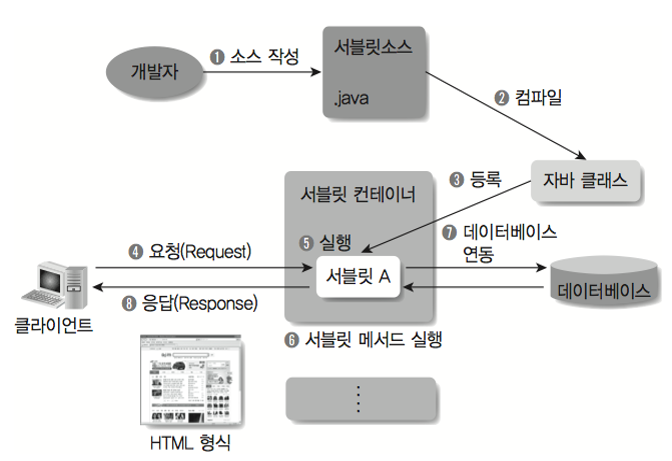 개발자
❶ 소스 작성
서블릿소스
.java
❷ 컴파일
자바 클래스
❸ 등록
서블릿 컨테이너
❹ 요청(Request)
❺ 실행
서블릿 A
❼ 데이터베이스
연동
데이터베이스
클라이언트
❽ 응답(Response)
❻ 서블릿 메서드 실행
HTML 형식